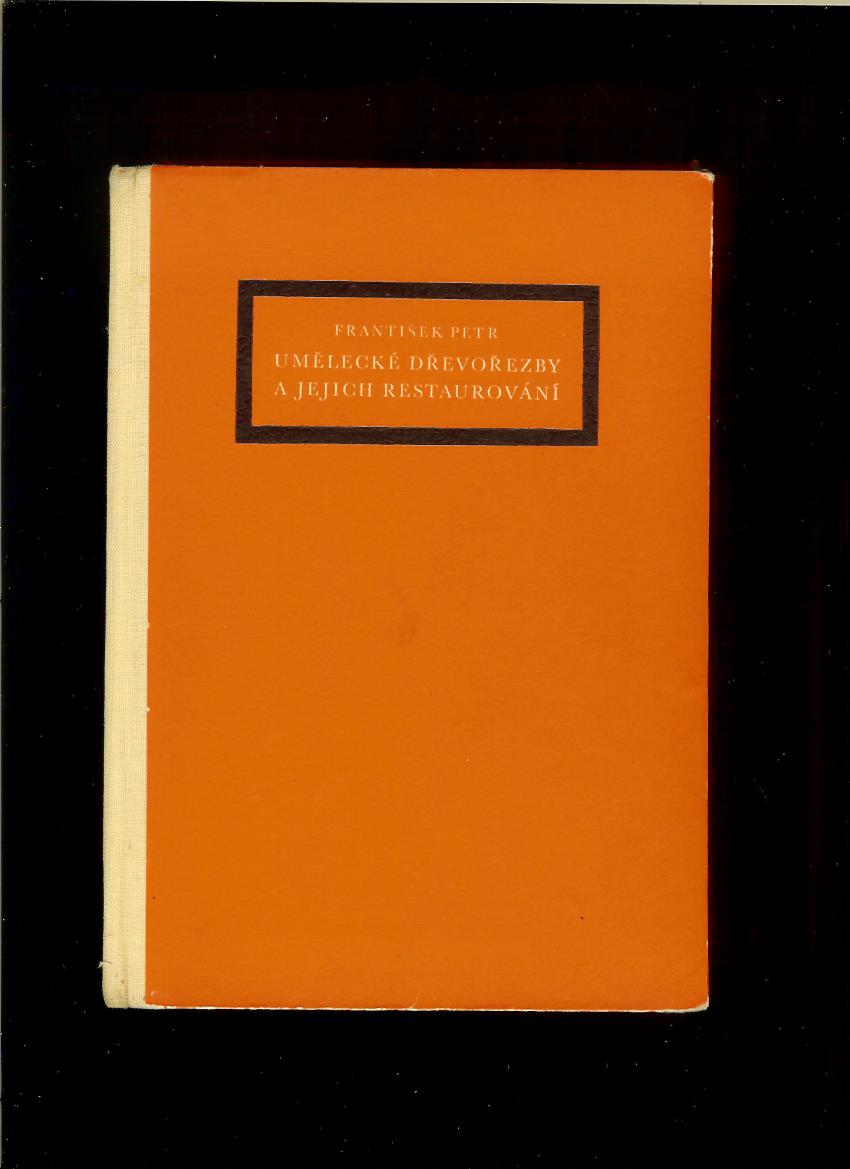 FRANTIŠEK PETR
UMĚLECKÉ DŘEVOŘEZBY
A JEJICH RESTAUROVÁNÍ